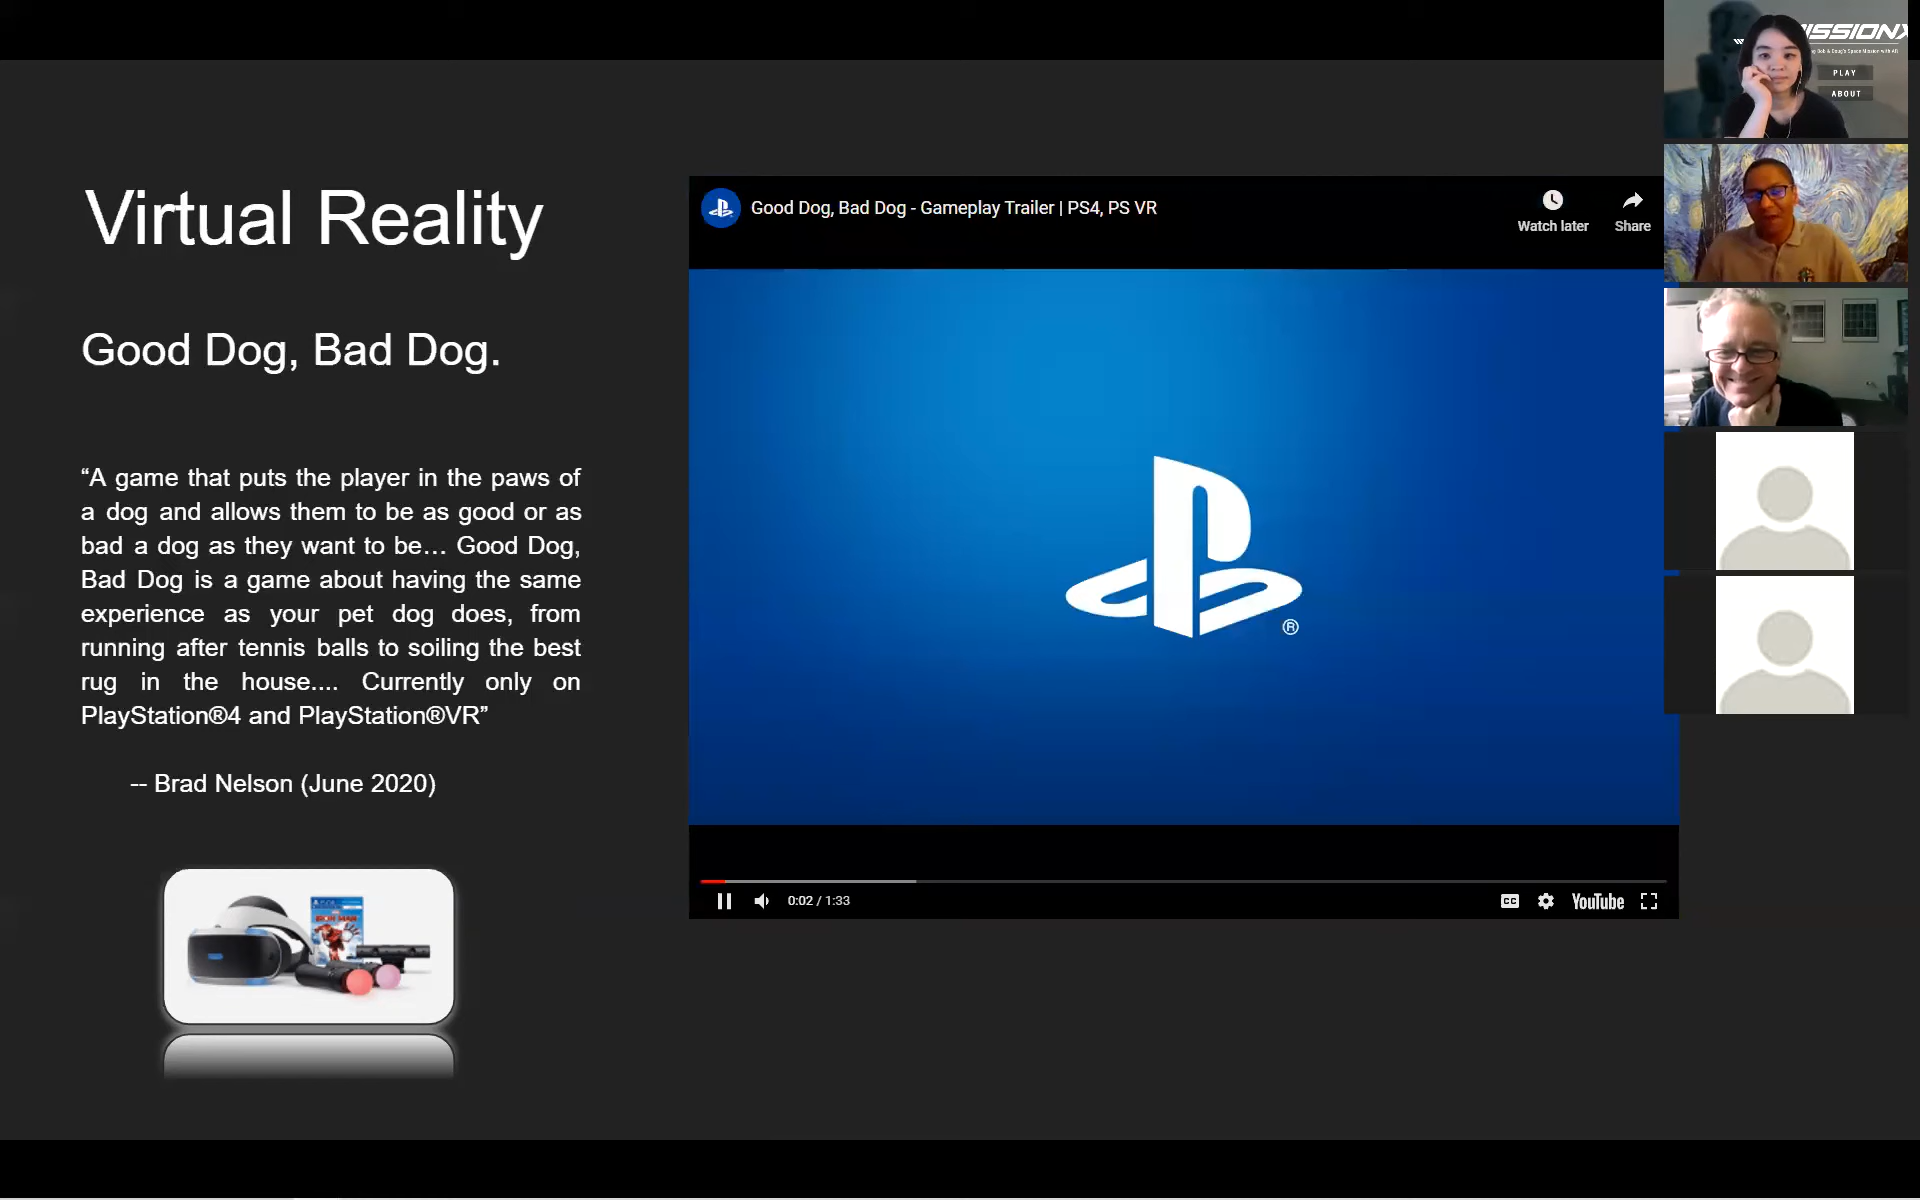 ISSIONX
PLAY
ABOUT
Virtual Reality
Good Dog, Bad Dog.
“A game that puts the player in the paws of
a dog and allows them to be as good or as
bad a dog as they want to be… Good Dog,
Bad Dog is a game about having the same
experience as your pet dog does, from
running after tennis balls to soiling the best
rug in the house.... Currently only on
PlayStation®4 and PlayStation®VR”
-- Brad Nelson (June 2020)
Good Dog, Bad Dog - Gameplay Trailer | PS4, PS VR
Watch later
Share
®
0:02 / 1:33
CC
YouTube
IRON MAN